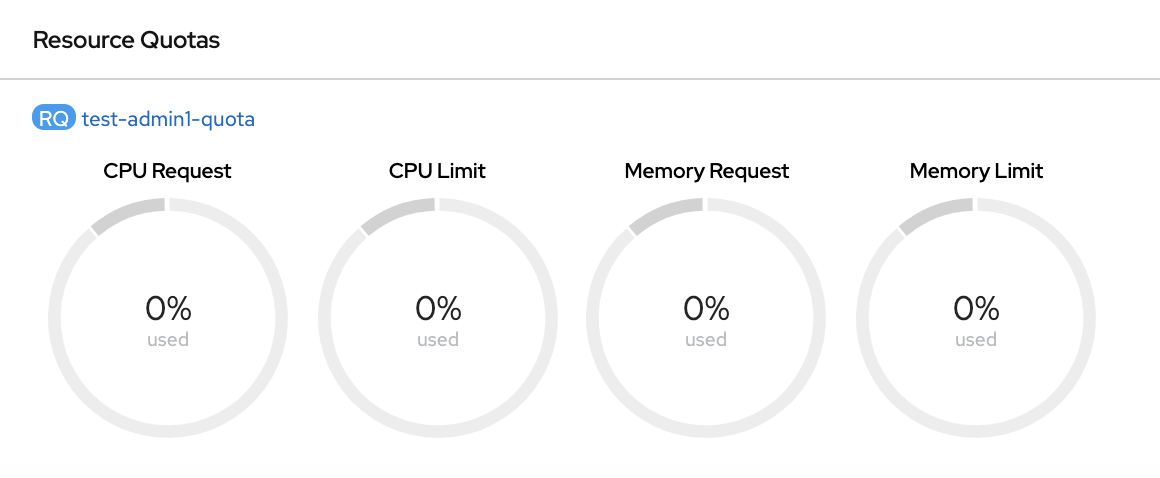 Resource Quotas
RQ test-admin1-quota
CPU Request CPU Limit Memory Request Memory Limit
0% 0% 0% 0%
used used used used